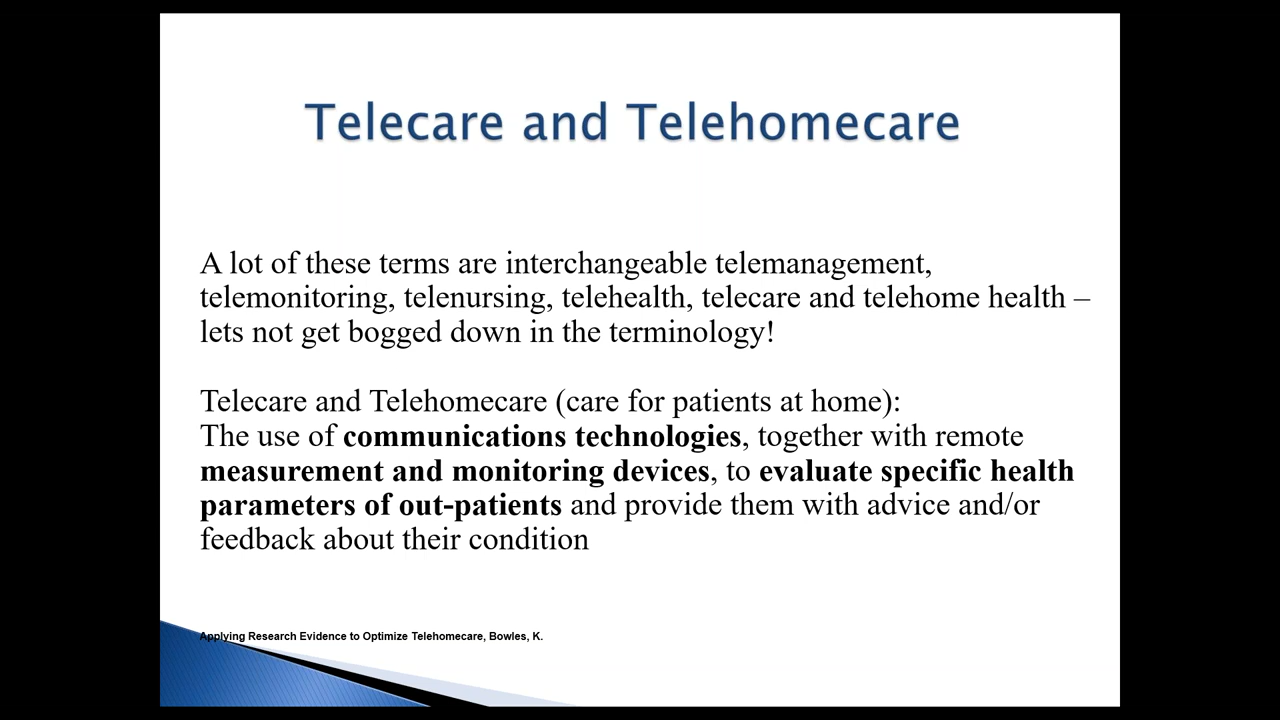 Telecare and Telehomecare
A lot of these terms are interchangeable telemanagement,
telemonitoring, telenursing, telehealth, telecare and telehome health –
lets not get bogged down in the terminology!
Telecare and Telehomecare (care for patients at home):
The use of communications technologies, together with remote
measurement and monitoring devices, to evaluate specific health
parameters of out-patients and provide them with advice and/or
feedback about their condition
Applying Research Evidence to Optimize Telehomecare, Bowles, K.